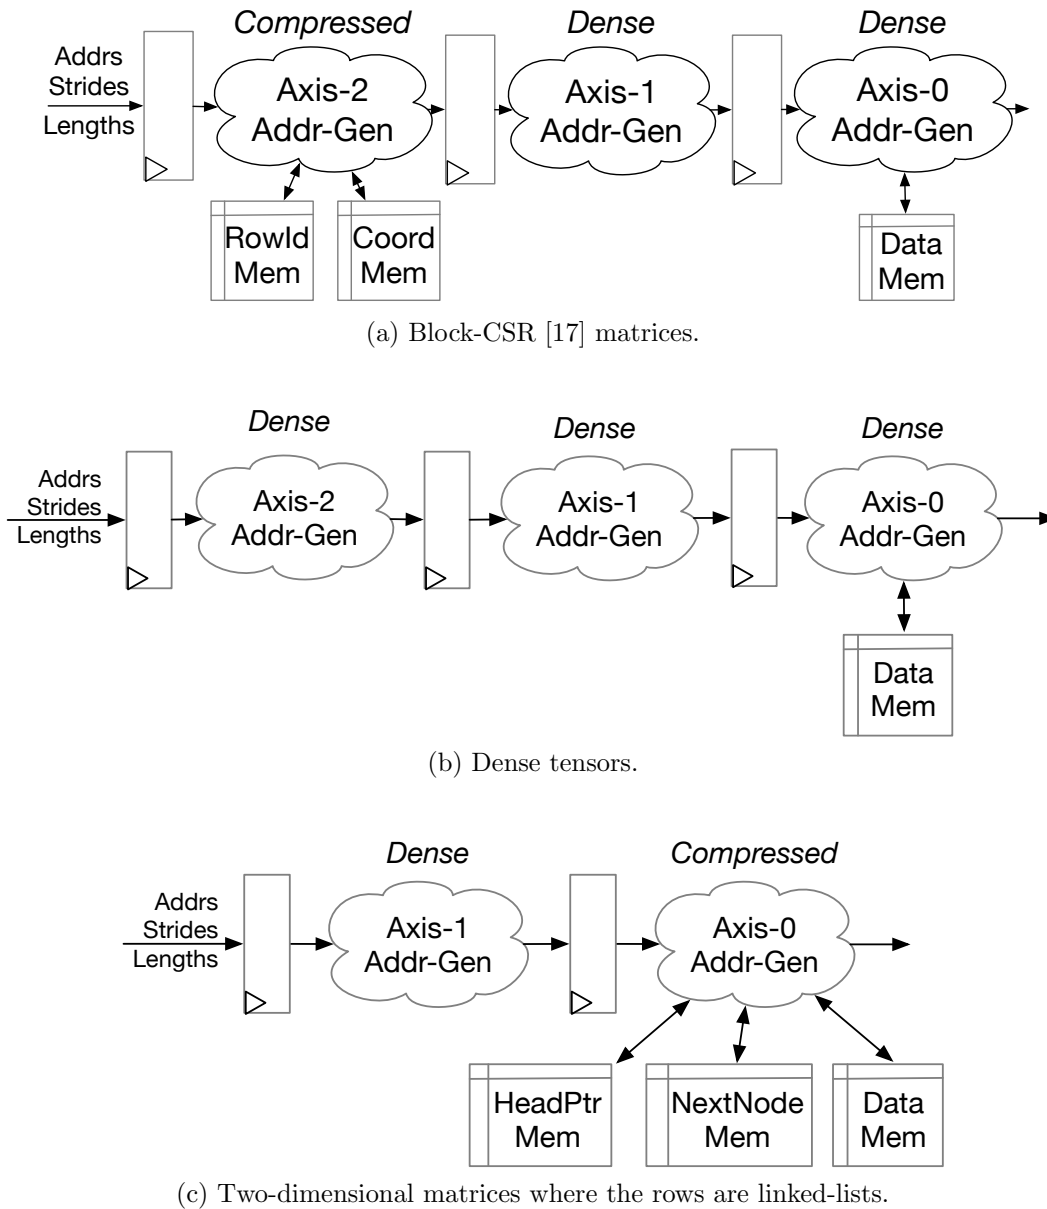 Compressed
Dense
Dense
Addrs
Strides
Lengths
Axis-2
Addr-Gen
Axis-1
Addr-Gen
Axis-0
Addr-Gen
RowId
Mem
Coord
Mem
Data
Mem
(a) Block-CSR [17] matrices.
Dense
Dense
Dense
Addrs
Strides
Lengths
Axis-2
Addr-Gen
Axis-1
Addr-Gen
Axis-0
Addr-Gen
Data
Mem
(b) Dense tensors.
Dense
Compressed
Addrs
Strides
Lengths
Axis-1
Addr-Gen
Axis-0
Addr-Gen
HeadPtr
Mem
NextNode
Mem
Data
Mem
(c) Two-dimensional matrices where the rows are linked-lists.